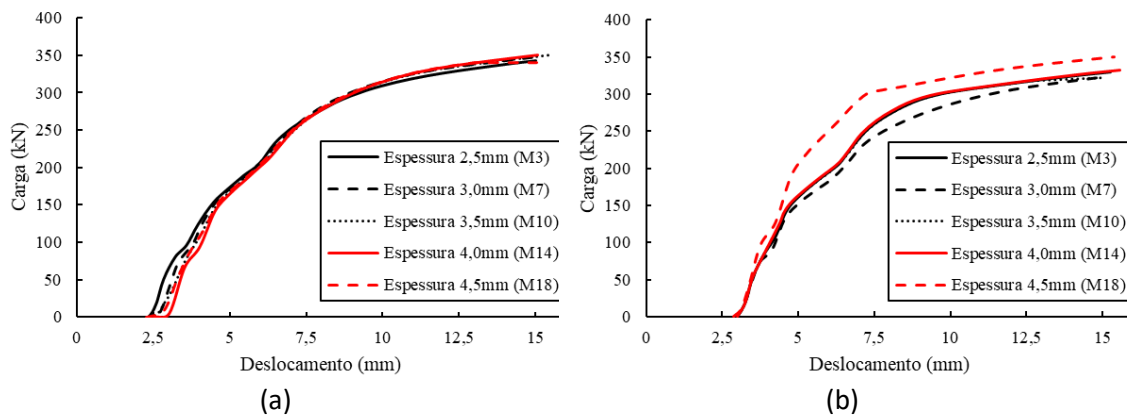 400
350
300
250
200
150
100
50
0
Carga (kN)
Espessura 2,5mm (M3)
Espessura 3,0mm (M7)
Espessura 3,5mm (M10)
Espessura 4,0mm (M14)
Espessura 4,5mm (M18)
0 2,5 5 7,5 10 12,5 15
Deslocamento (mm)
(a)
400
350
300
250
200
150
100
50
0
Carga (kN)
Espessura 2,5mm (M3)
Espessura 3,0mm (M7)
Espessura 3,5mm (M10)
Espessura 4,0mm (M14)
Espessura 4,5mm (M18)
0 2,5 5 7,5 10 12,5 15
Deslocamento (mm)
(b)